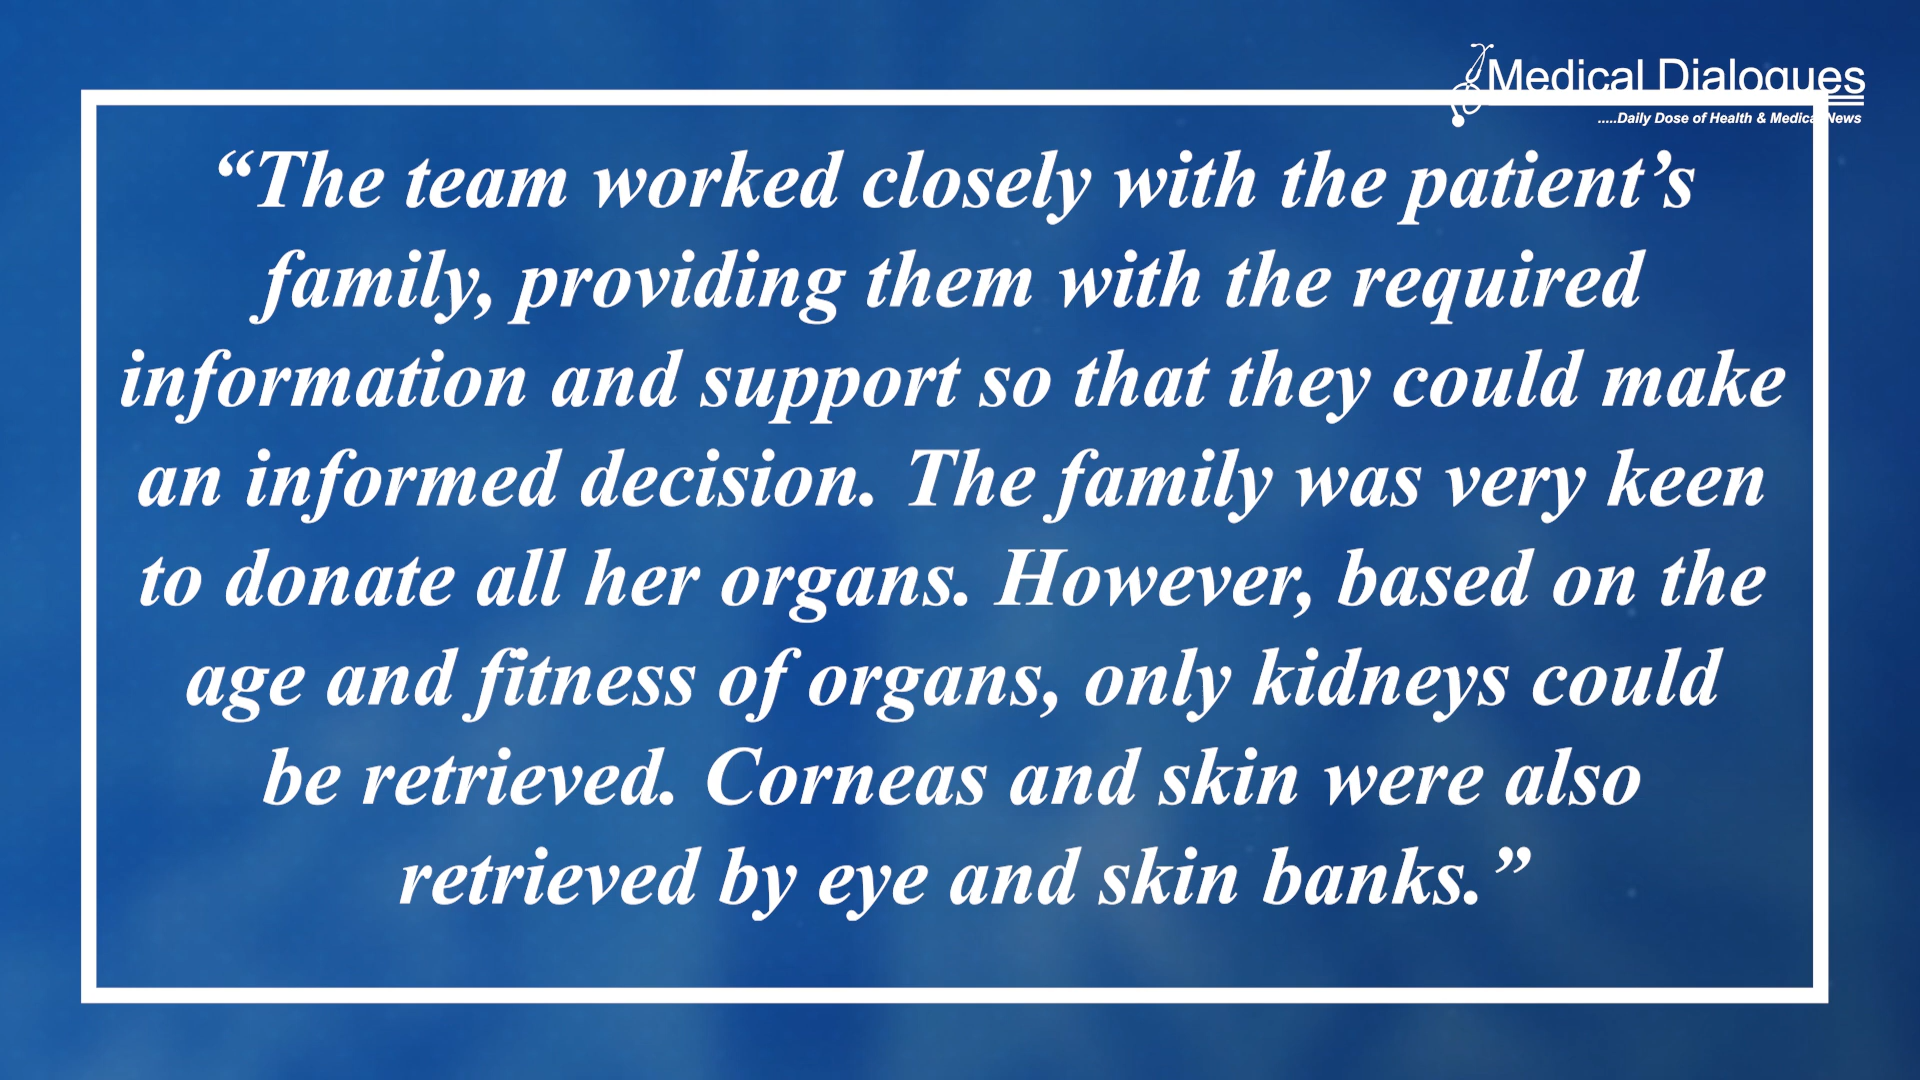 Medical Dialogues
.....Daily Dose of Health & Medical News
“The team worked closely with the patient’s
family, providing them with the required
information and support so that they could make
an informed decision. The family was very keen
to donate all her organs. However, based on the
age and fitness of organs, only kidneys could
be retrieved. Corneas and skin were also
retrieved by eye and skin banks.”